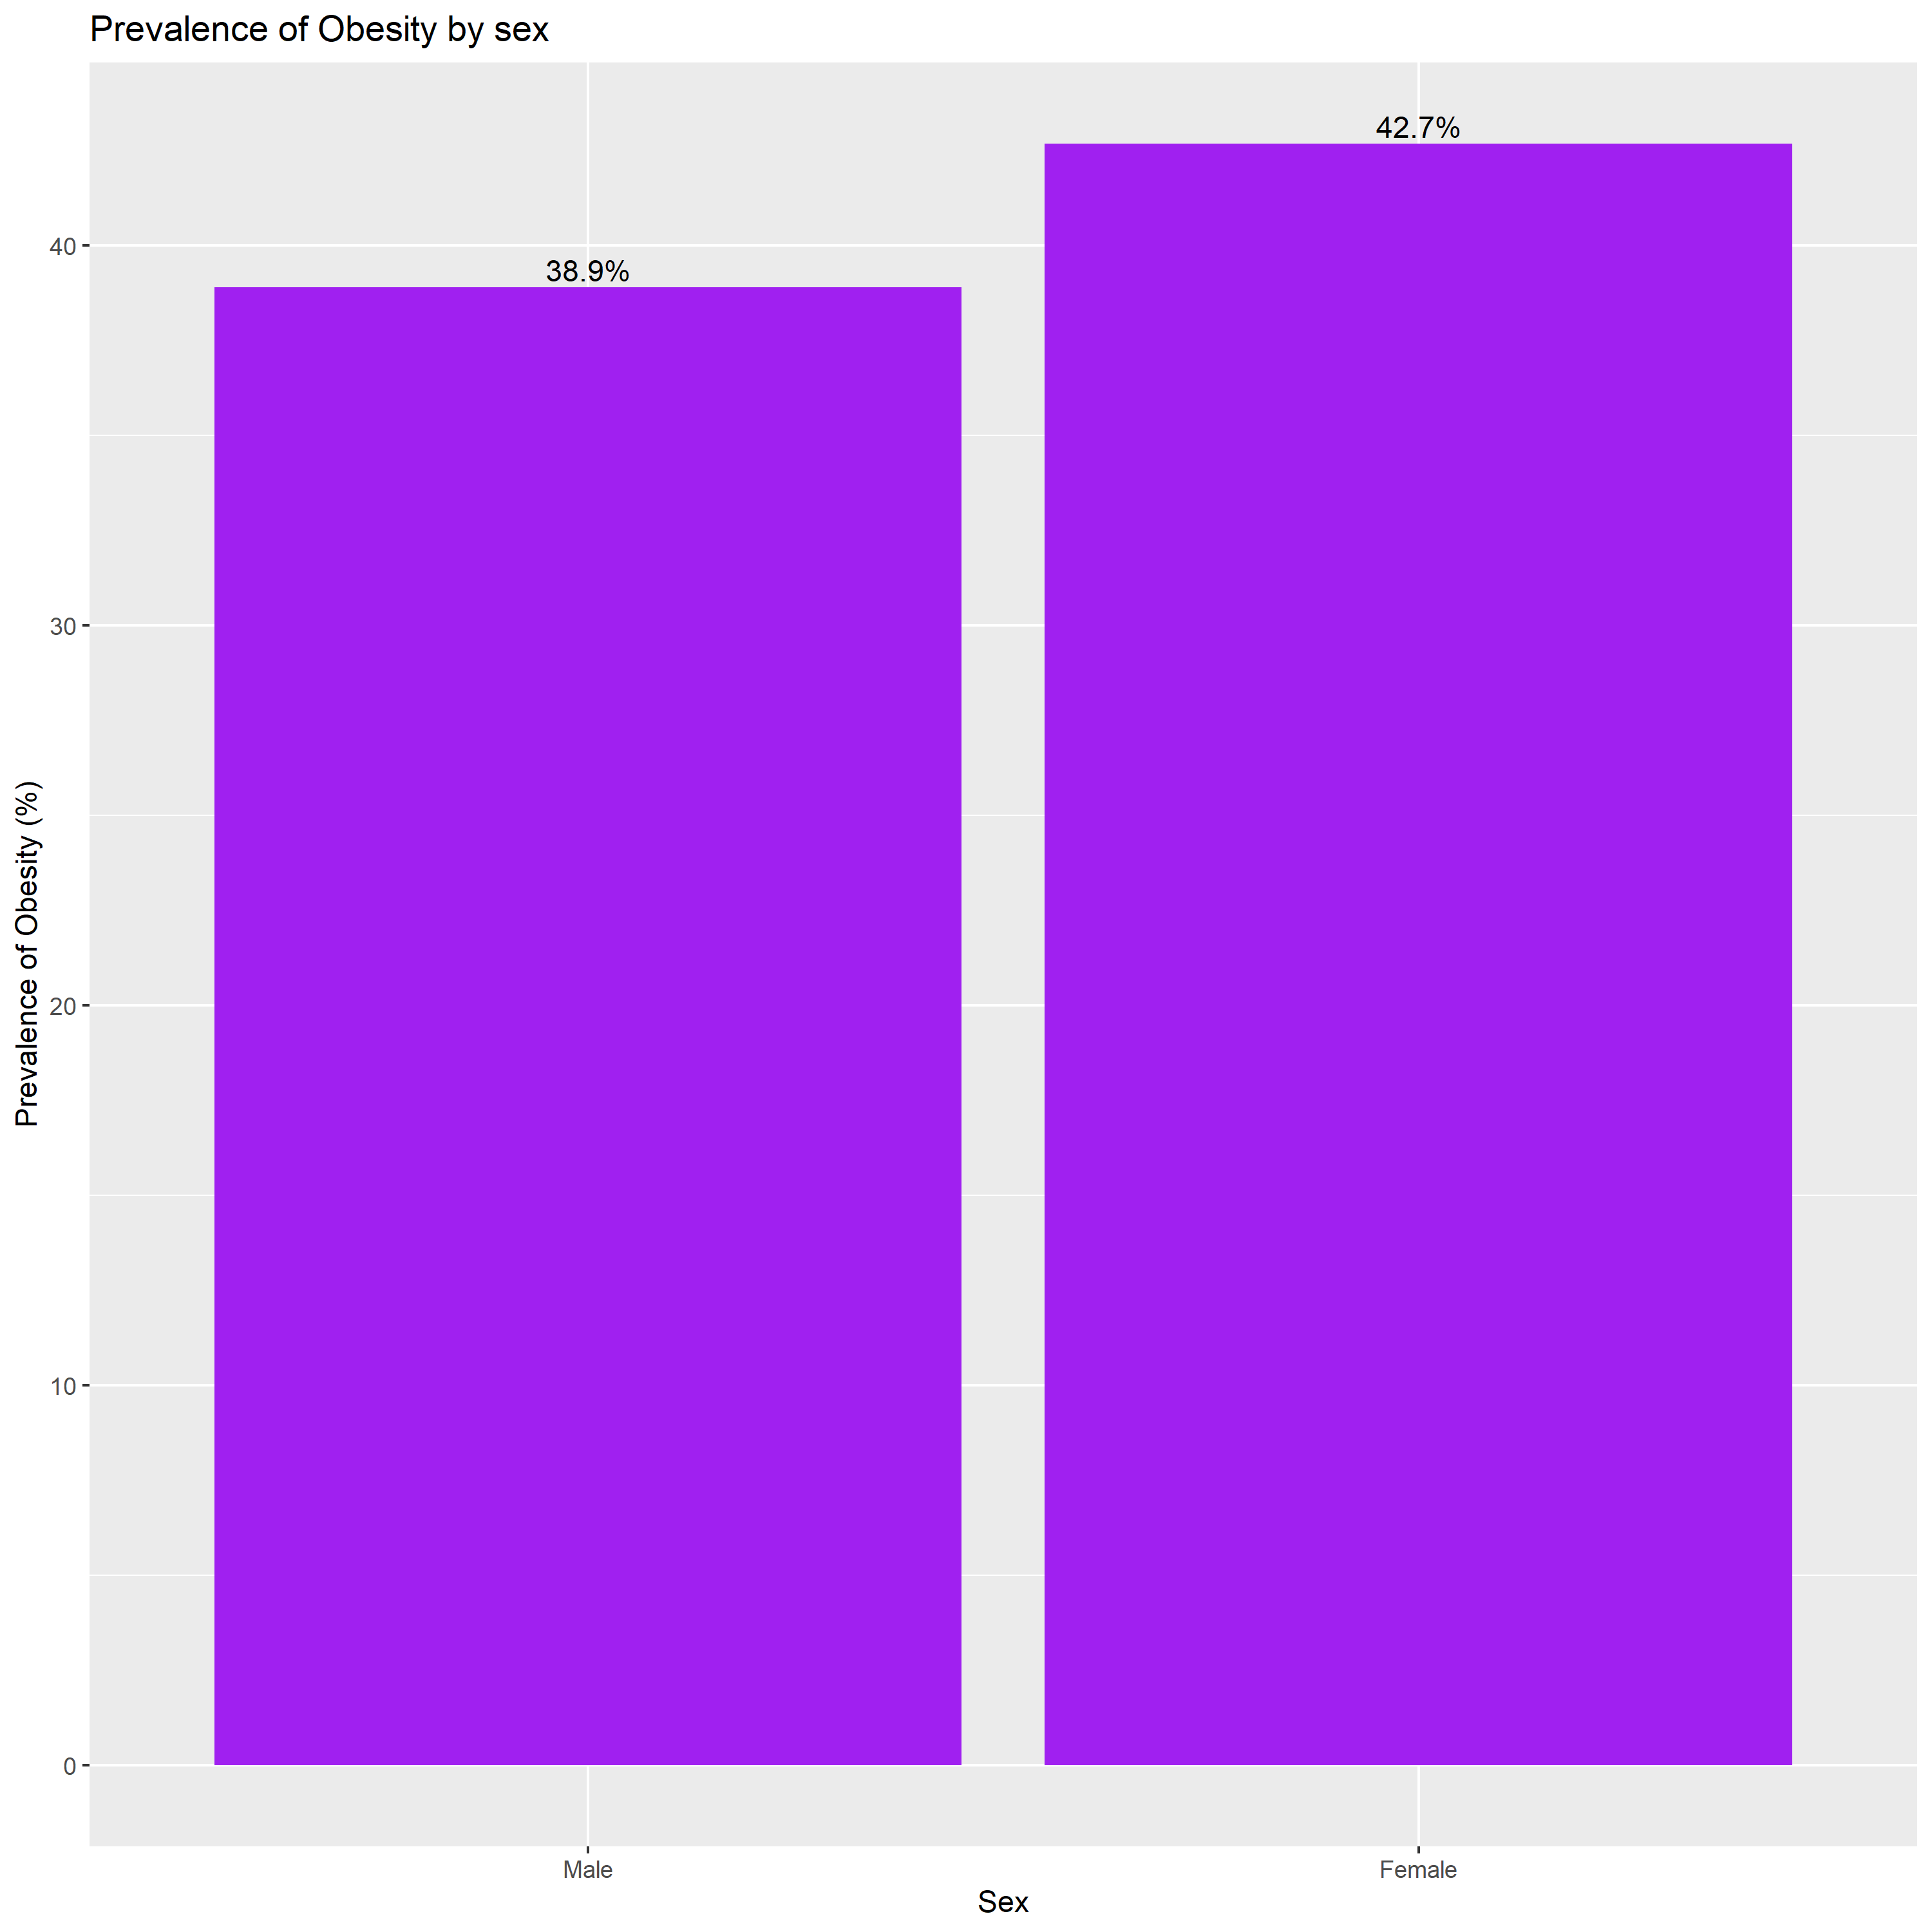 Prevalence of Obesity by sex
42.7%
38.9%
40
30
20
10
0
Prevalence of Obesity (%)
Male
Female
Sex